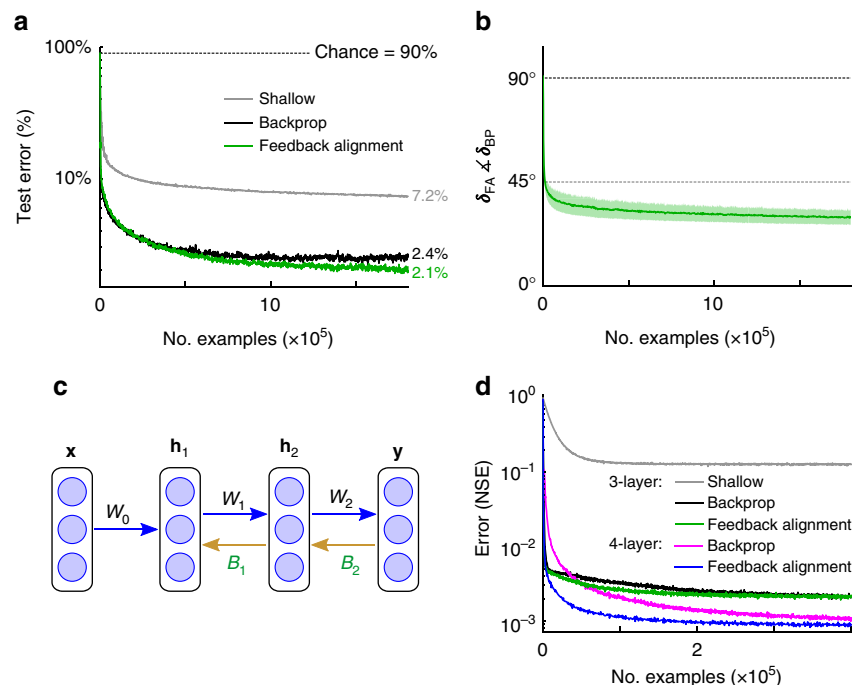 a
100%
10%
Test error (%)
Chance = 90%
Shallow
Backprop
Feedback alignment
7.2%
2.4%
2.1%
0
10
No. examples (×10⁵)
b
90°
45°
0°
δFA ∡ δBP
0
10
No. examples (×10⁵)
c
x
h₁
h₂
y
W₀
W₁
W₂
B₁
B₂
d
10⁰
10⁻¹
10⁻²
10⁻³
Error (NSE)
3-layer:
Shallow
Backprop
Feedback alignment
4-layer:
Backprop
Feedback alignment
0
2
No. examples (×10⁵)